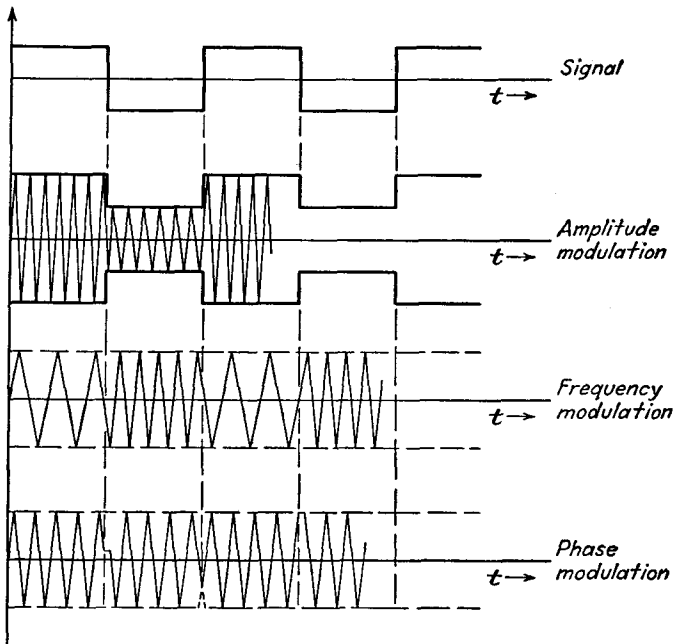 Signal
t→
Amplitude
modulation
t→
Frequency
modulation
t→
Phase
modulation
t→